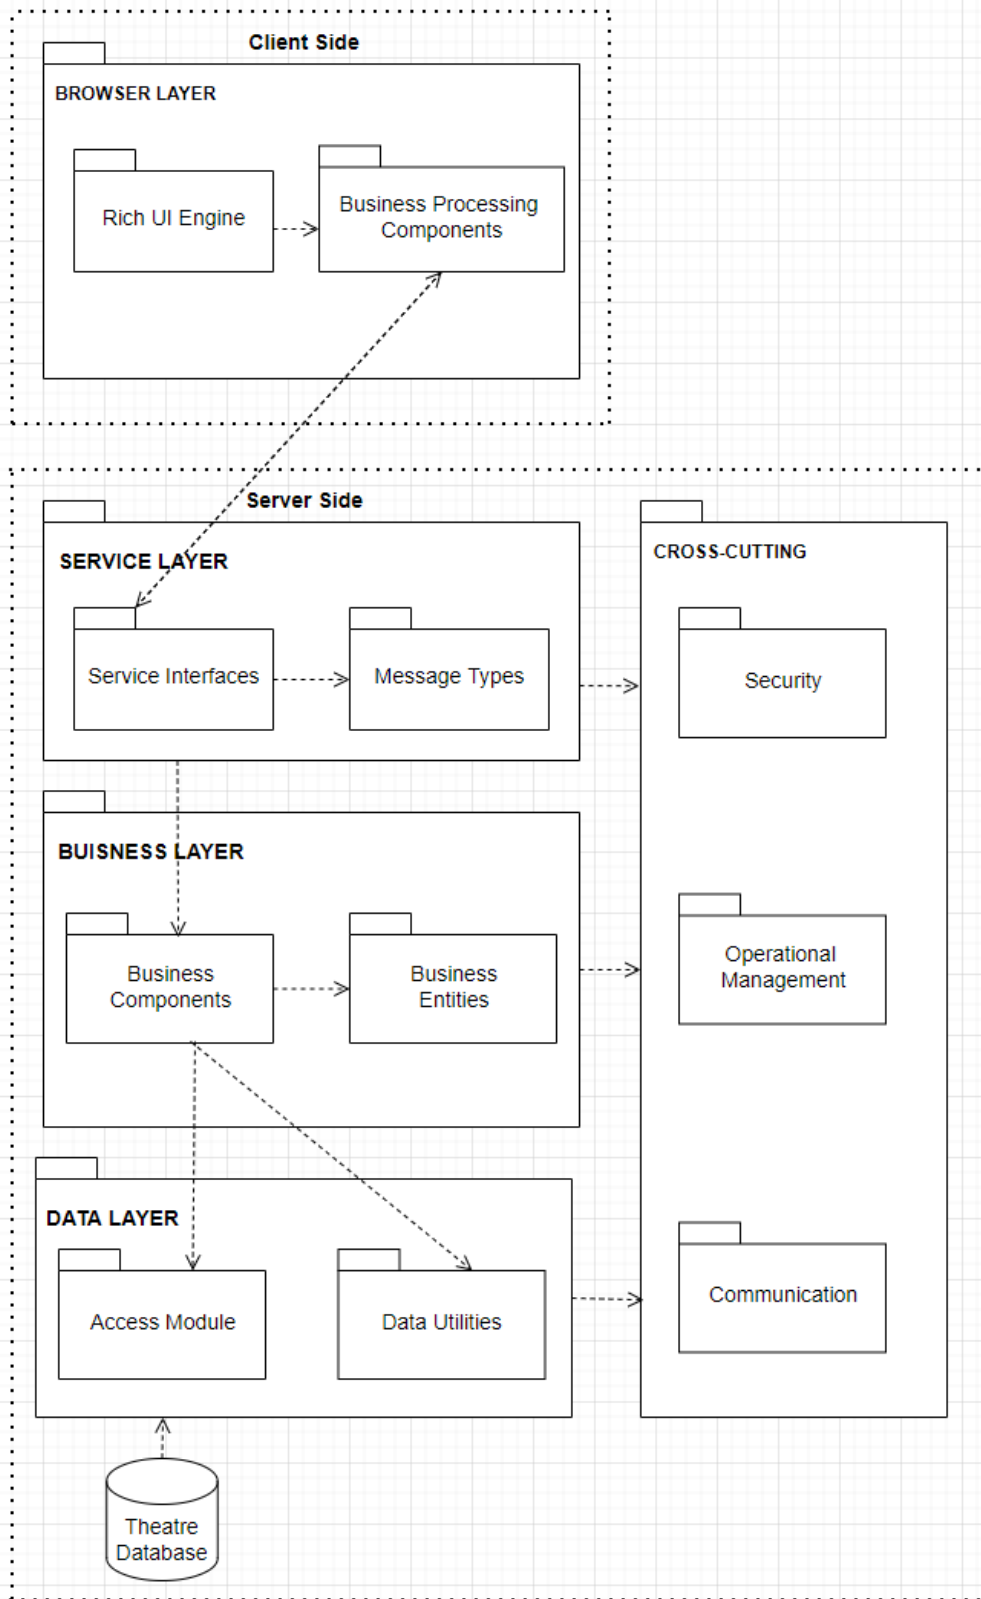 Client Side
BROWSER LAYER
Rich UI Engine
Business Processing
Components
Server Side
SERVICE LAYER
CROSS-CUTTING
Service Interfaces
Message Types
Security
BUISNESS LAYER
Business
Components
Business
Entities
Operational
Management
DATA LAYER
Access Module
Data Utilities
Communication
Theatre
Database